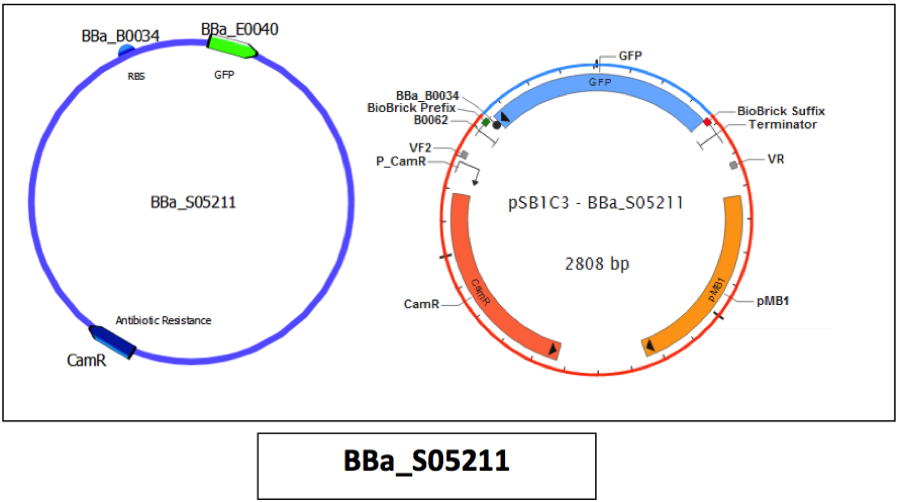 BBa_B0034
BBa_E0040
RBS
GFP
BBa_S05211
Antibiotic Resistance
CamR
GFP
GFP
BBa_B0034
BioBrick Prefix
B0062
BioBrick Suffix
Terminator
VF2
P_CamR
VR
pSB1C3 - BBa_S05211
2808 bp
CamR
CamR
pMB1
pMB1
BBa_S05211